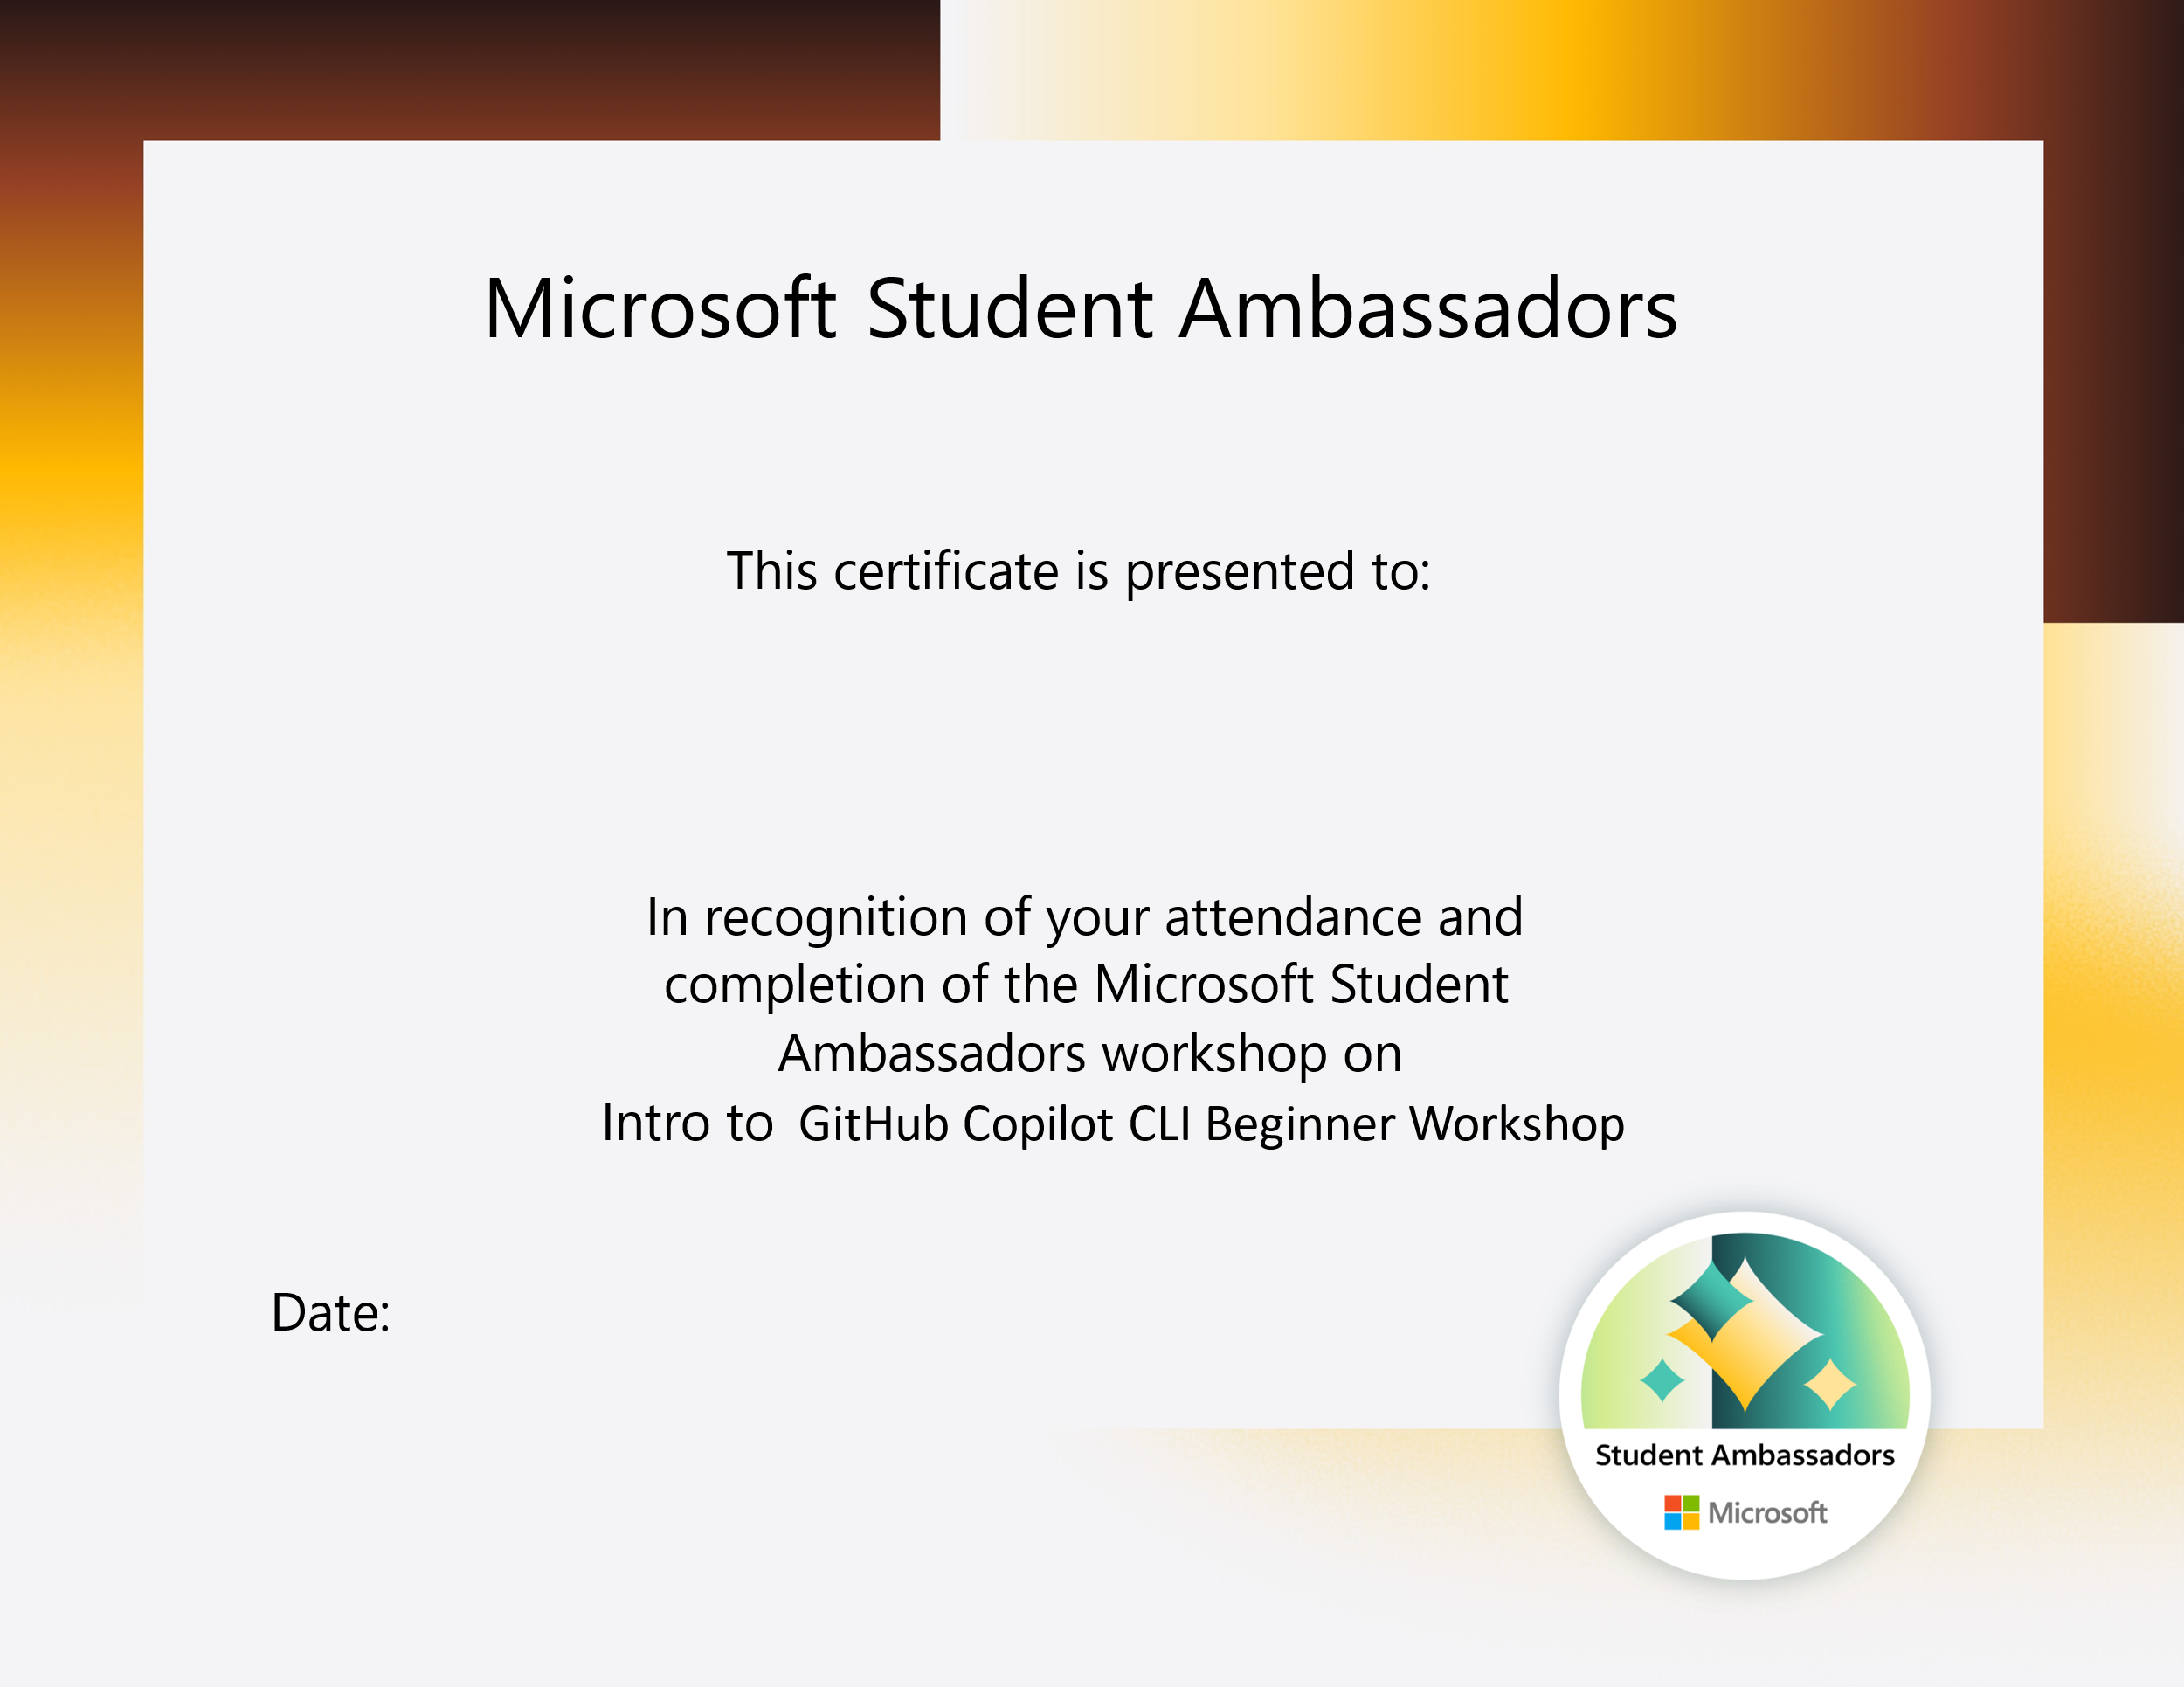 Microsoft Student Ambassadors
This certificate is presented to:
In recognition of your attendance and
completion of the Microsoft Student
Ambassadors workshop on
Intro to  GitHub Copilot CLI Beginner Workshop
Date:
Student Ambassadors
Microsoft